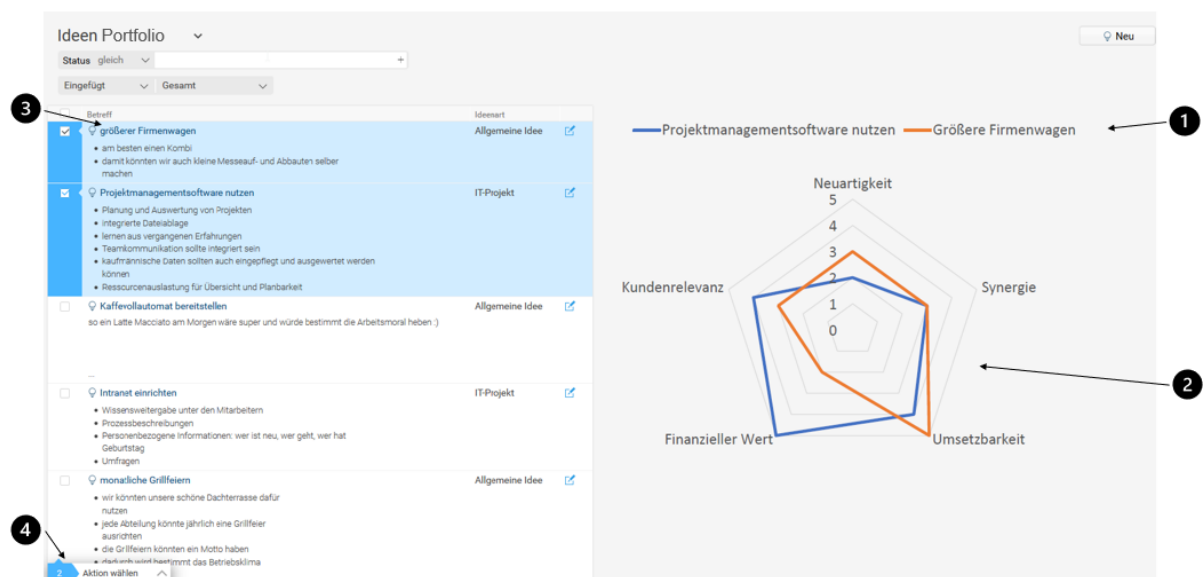 Ideen Portfolio
Neu
Status gleich
+
Eingefügt Gesamt
3
Betreff Ideenart
größerer Firmenwagen Allgemeine Idee
• am besten einen Kombi
• damit könnten wir auch kleine Messeauf- und Abbauten selber
machen
Projektmanagementsoftware nutzen IT-Projekt
• Planung und Auswertung von Projekten
• integrierte Dateiablage
• lernen aus vergangenen Erfahrungen
• Teamkommunikation sollte integriert sein
• kaufmännische Daten sollten auch eingepflegt und ausgewertet werden
können
• Ressourcenauslastung für Übersicht und Planbarkeit
Kafferollautomat bereitstellen Allgemeine Idee
so ein Latte Macciato am Morgen wäre super und würde bestimmt die Arbeitsmoral heben :)
...
Intranet einrichten IT-Projekt
• Wissensweitergabe unter den Mitarbeitern
• Prozessbeschreibungen
• Personenbezogene Informationen: wer ist neu, wer geht, wer hat
Geburtstag
• Umfragen
monatliche Grillfeiern Allgemeine Idee
• wir könnten unsere schöne Dachterrasse dafür
nutzen
• jede Abteilung könnte jährlich eine Grillfeier
ausrichten
• die Grillfeiern könnten ein Motto haben
• dadurch wird bestimmt das Betriebsklima
4
2 Aktion wählen
Projektmanagementsoftware nutzen Größere Firmenwagen
1
Neuartigkeit
5
4
3
2
1
0
Kundenrelevanz
Synergie
Finanzieller Wert
Umsetzbarkeit
2